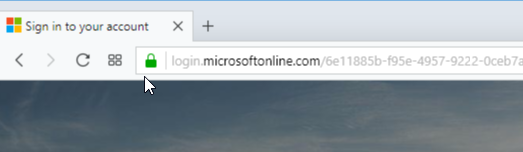 Sign in to your account
login.microsoftonline.com/6e11885b-f95e-4957-9222-0ceb7a